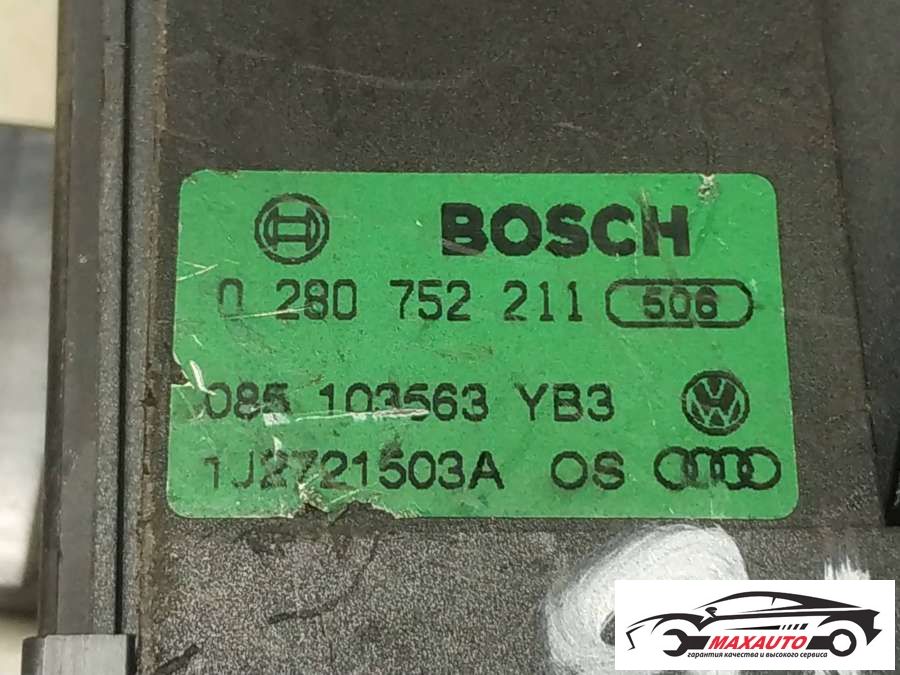 BOSCH
0 280 752 211 506
085 103563 YB3
1J2721503A OS
MAXAUTO
гарантия качества и высокого сервиса